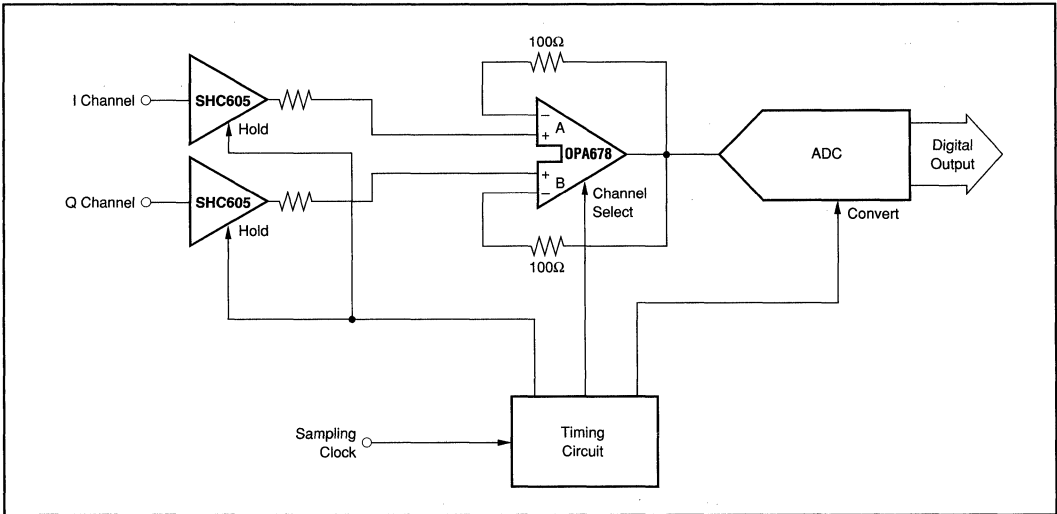 100Ω
I Channel
SHC605
Hold
−
A
+
OPA678
+
B
−
Channel
Select
100Ω
Q Channel
SHC605
Hold
ADC
Digital
Output
Convert
Sampling
Clock
Timing
Circuit